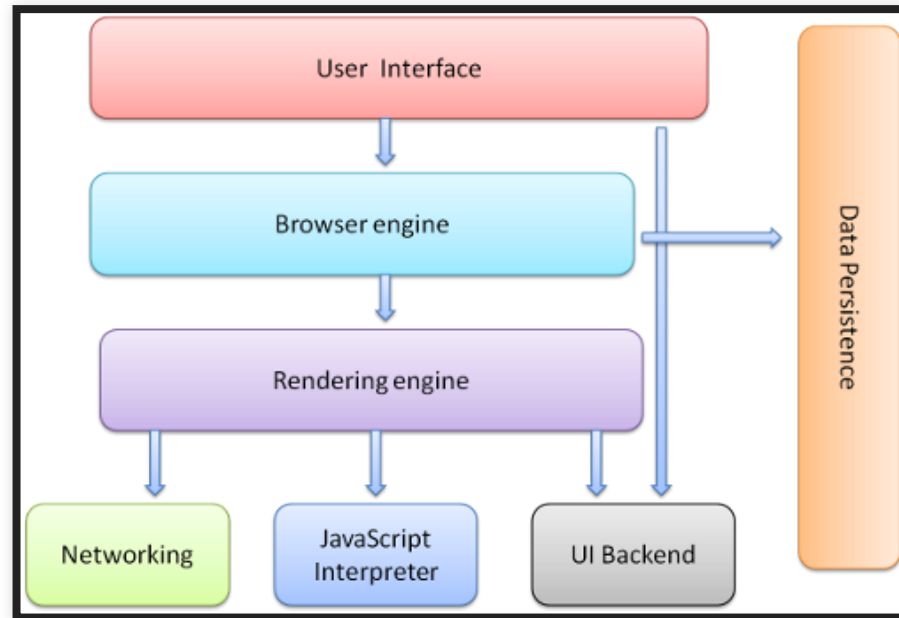 User Interface
Browser engine
Rendering engine
Networking
JavaScript
Interpreter
UI Backend
Data Persistence